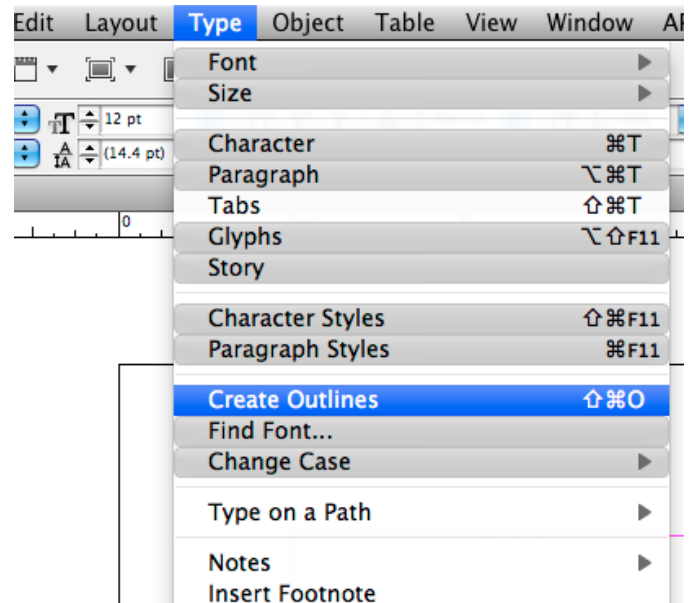 Edit Layout Type Object Table View Window
12 pt
(14.4 pt)
0
Font
Size
Character ⌘T
Paragraph ⌥⌘T
Tabs ⇧⌘T
Glyphs ⌥⇧F11
Story
Character Styles ⇧⌘F11
Paragraph Styles ⌘F11
Create Outlines ⇧⌘O
Find Font...
Change Case
Type on a Path
Notes
Insert Footnote